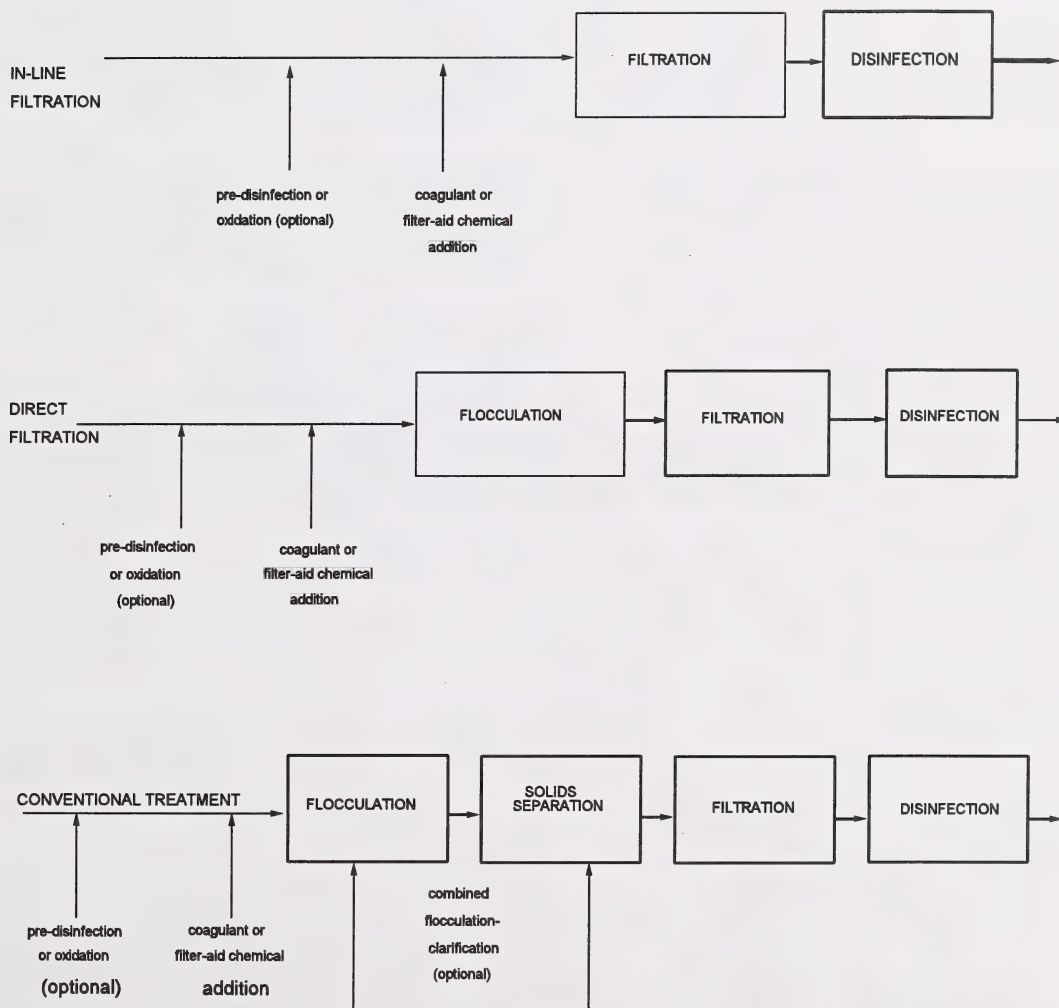 IN-LINE
FILTRATION
FILTRATION
DISINFECTION
pre-disinfection or
oxidation (optional)
coagulant or
filter-aid chemical
addition
DIRECT
FILTRATION
FLOCCULATION
FILTRATION
DISINFECTION
pre-disinfection
or oxidation
(optional)
coagulant or
filter-aid chemical
addition
CONVENTIONAL TREATMENT
FLOCCULATION
SOLIDS
SEPARATION
FILTRATION
DISINFECTION
pre-disinfection
or oxidation
(optional)
coagulant or
filter-aid chemical
addition
combined
flocculation-
clarification
(optional)